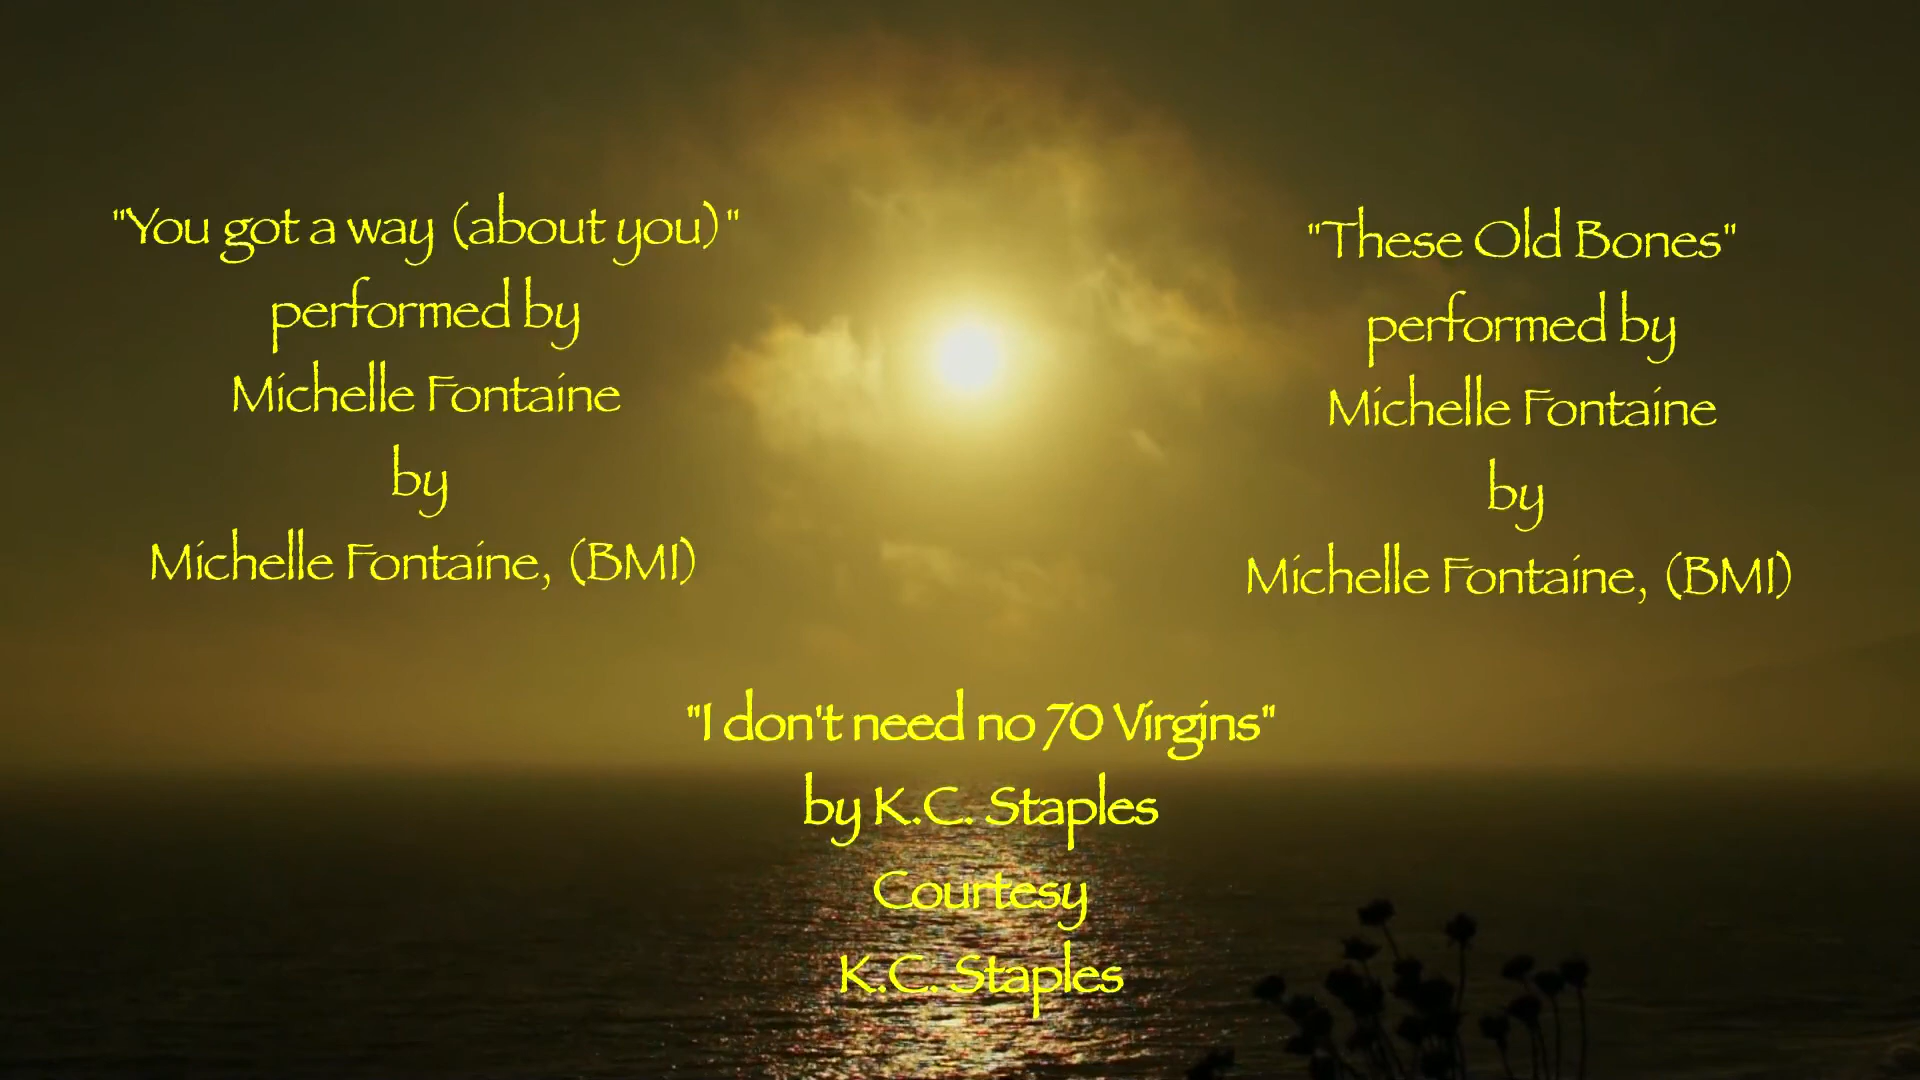 "You got a way (about you)"
performed by
Michelle Fontaine
by
Michelle Fontaine, (BMI)
"These Old Bones"
performed by
Michelle Fontaine
by
Michelle Fontaine, (BMI)
"I don't need no 70 Virgins"
by K.C. Staples
Courtesy
K.C. Staples